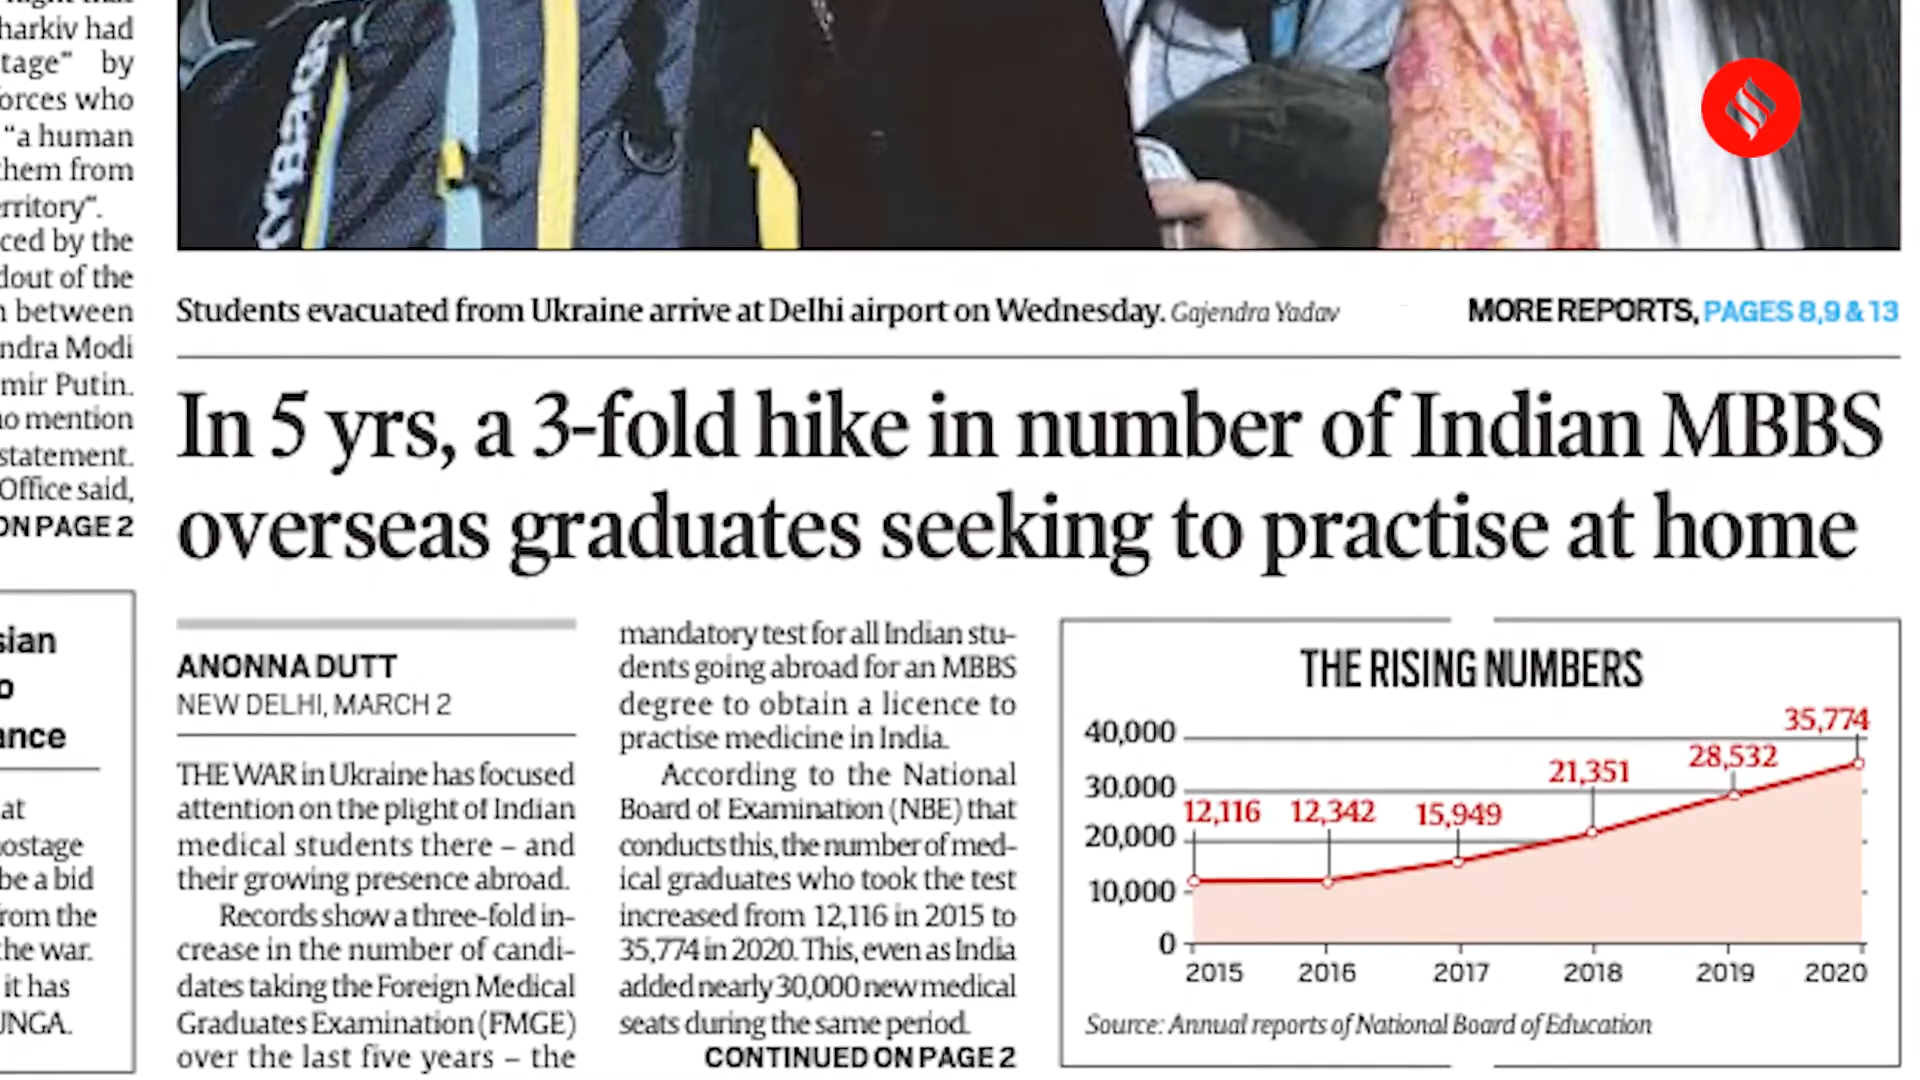 harkiv had
tage" by
orces who
"a human
them from
erritory".
ced by the
dout of the
between
ndra Modi
mir Putin.
no mention
statement.
Office said,
ON PAGE 2
sian
o
ance
at
ostage
be a bid
rom the
the war.
it has
UNGA.
Students evacuated from Ukraine arrive at Delhi airport on Wednesday. Gajendra Yadav
MORE REPORTS, PAGES 8,9 & 13
In 5 yrs, a 3-fold hike in number of Indian MBBS
overseas graduates seeking to practise at home
ANONNA DUTT
NEW DELHI, MARCH 2
THE WAR in Ukraine has focused
attention on the plight of Indian
medical students there – and
their growing presence abroad.
Records show a three-fold in-
crease in the number of candi-
dates taking the Foreign Medical
Graduates Examination (FMGE)
over the last five years – the
mandatory test for all Indian stu-
dents going abroad for an MBBS
degree to obtain a licence to
practise medicine in India.
According to the National
Board of Examination (NBE) that
conducts this, the number of med-
ical graduates who took the test
increased from 12,116 in 2015 to
35,774 in 2020. This, even as India
added nearly 30,000 new medical
seats during the same period.
CONTINUED ON PAGE 2
THE RISING NUMBERS
40,000
30,000
20,000
10,000
0
12,116
12,342
15,949
21,351
28,532
35,774
2015 2016 2017 2018 2019 2020
Source: Annual reports of National Board of Education